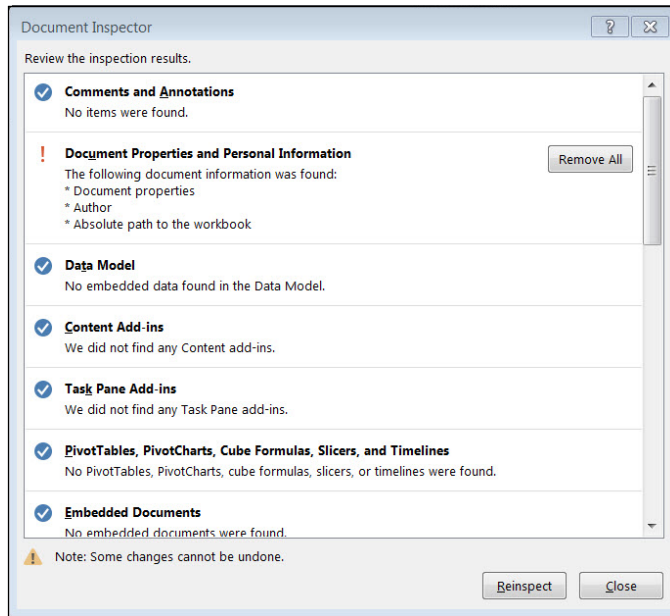 Document Inspector
Review the inspection results.
Comments and Annotations
No items were found.
! Document Properties and Personal Information
Remove All
The following document information was found:
* Document properties
* Author
* Absolute path to the workbook
Data Model
No embedded data found in the Data Model.
Content Add-ins
We did not find any Content add-ins.
Task Pane Add-ins
We did not find any Task Pane add-ins.
PivotTables, PivotCharts, Cube Formulas, Slicers, and Timelines
No PivotTables, PivotCharts, cube formulas, slicers, or timelines were found.
Embedded Documents
No embedded documents were found.
Note: Some changes cannot be undone.
Reinspect Close